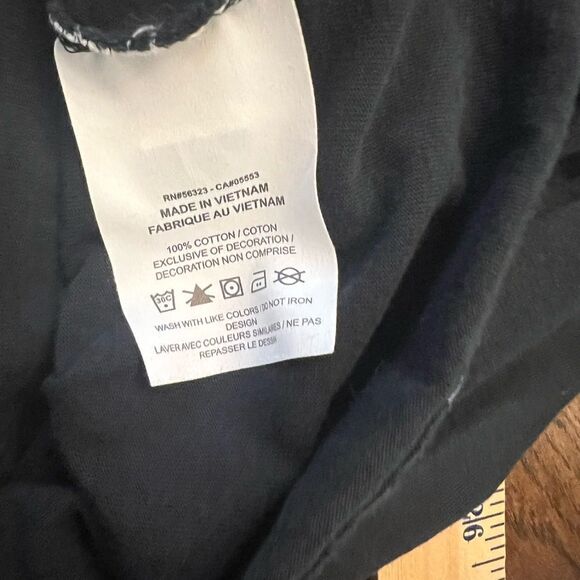 RN#56323 - CA#05553
MADE IN VIETNAM
FABRIQUE AU VIETNAM
100% COTTON / COTON
EXCLUSIVE OF DECORATION /
DECORATION NON COMPRISE
30C
WASH WITH LIKE COLORS / DO NOT IRON
DESIGN
LAVER AVEC COULEURS SIMILAIRES / NE PAS
REPASSER LE DESSIN